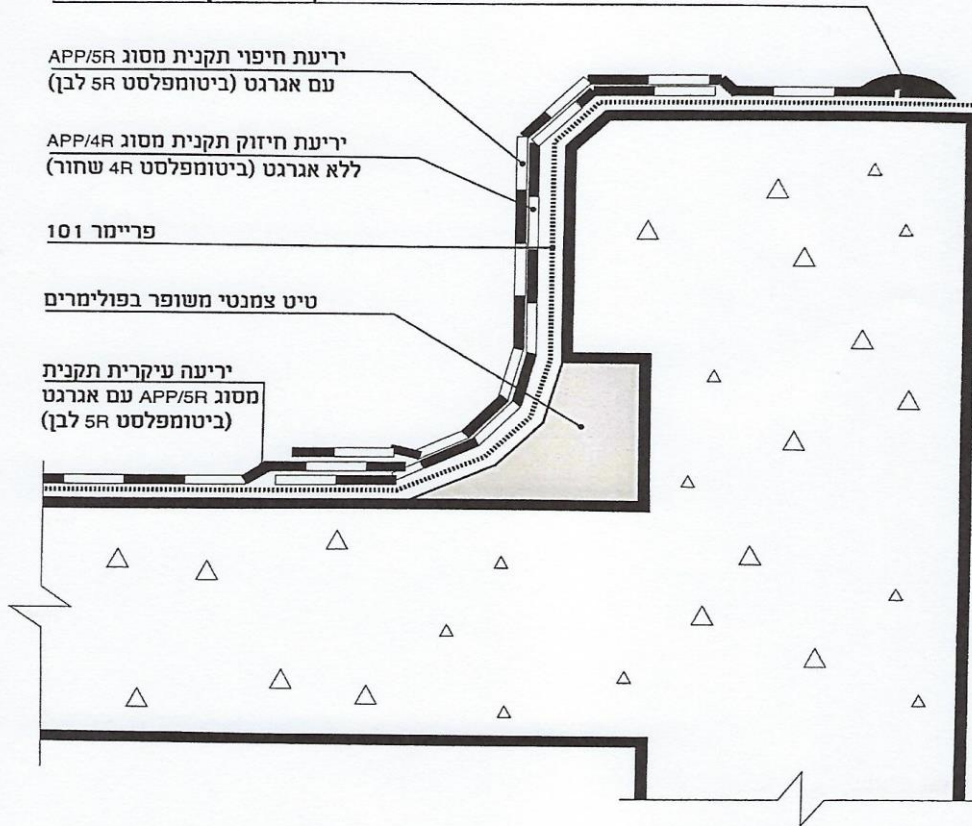 יריעת חיפוי תקנית מסוג APP/5R
עם אגרגט (ביטומפלסט 5R לבן)
יריעת חיזוק תקנית מסוג APP/4R
ללא אגרגט (ביטומפלסט 4R שחור)
פריימר 101
טיט צמנטי משופר בפולימרים
יריעה עיקרית תקנית
מסוג APP/5R עם אגרגט
(ביטומפלסט 5R לבן)